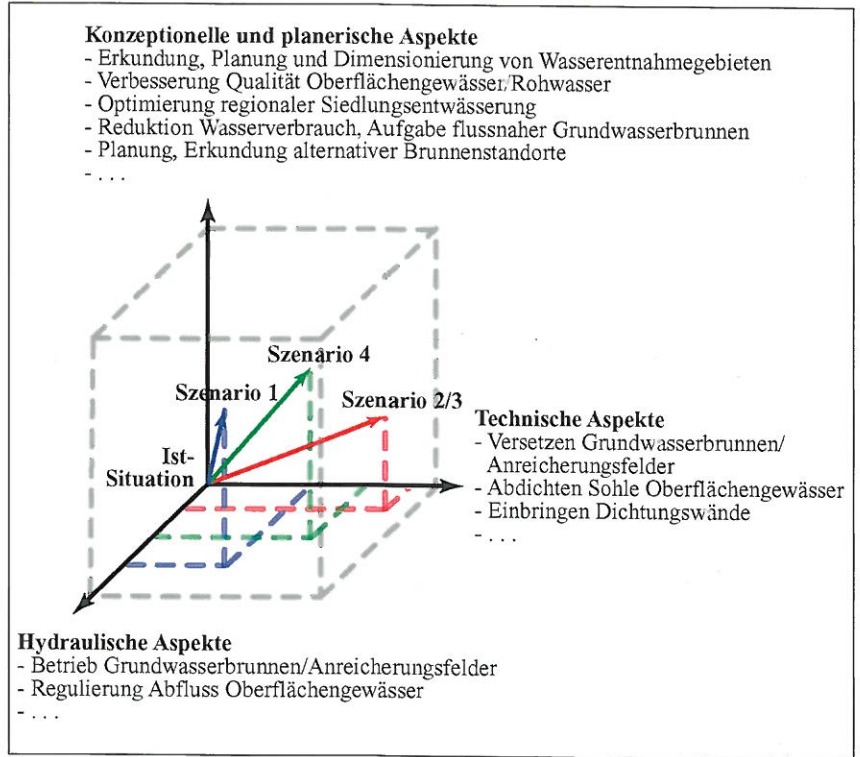 Konzeptionelle und planerische Aspekte
- Erkundung, Planung und Dimensionierung von Wasserentnahmegebieten
- Verbesserung Qualität Oberflächengewässer/Rohwasser
- Optimierung regionaler Siedlungsentwässerung
- Reduktion Wasserverbrauch, Aufgabe flussnaher Grundwasserbrunnen
- Planung, Erkundung alternativer Brunnenstandorte
- . . .
Szenario 4
Szenario 1
Szenario 2/3
Ist-
Situation
Technische Aspekte
- Versetzen Grundwasserbrunnen/
Anreicherungsfelder
- Abdichten Sohle Oberflächengewässer
- Einbringen Dichtungswände
- . . .
Hydraulische Aspekte
- Betrieb Grundwasserbrunnen/Anreicherungsfelder
- Regulierung Abfluss Oberflächengewässer
- . . .